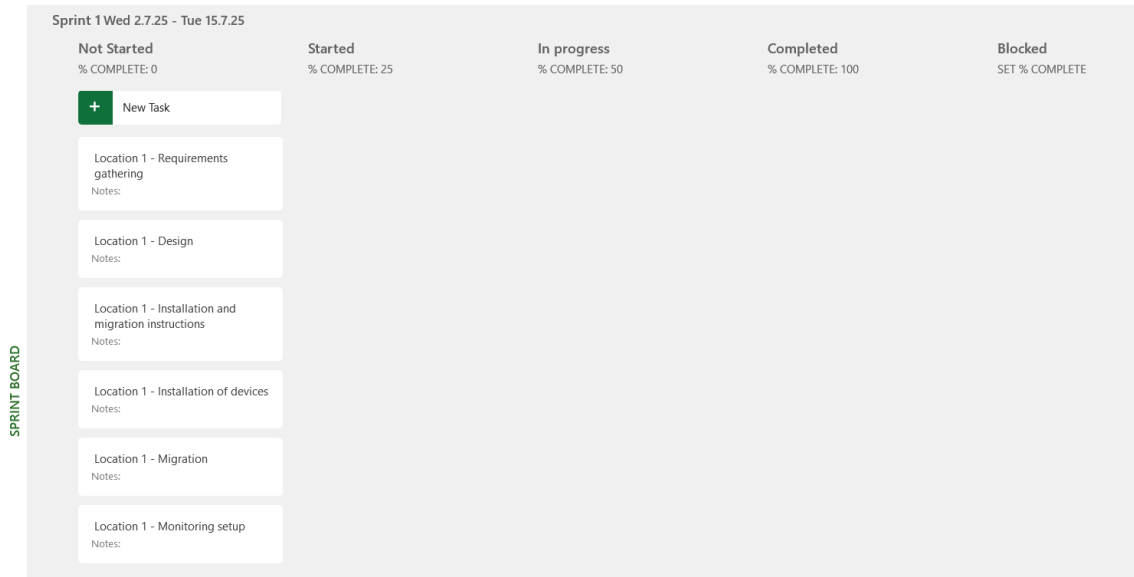 Sprint 1 Wed 2.7.25 - Tue 15.7.25
Not Started
% COMPLETE: 0
Started
% COMPLETE: 25
In progress
% COMPLETE: 50
Completed
% COMPLETE: 100
Blocked
SET % COMPLETE
+ New Task
Location 1 - Requirements
gathering
Notes:
Location 1 - Design
Notes:
Location 1 - Installation and
migration instructions
Notes:
Location 1 - Installation of devices
Notes:
Location 1 - Migration
Notes:
Location 1 - Monitoring setup
Notes:
SPRINT BOARD